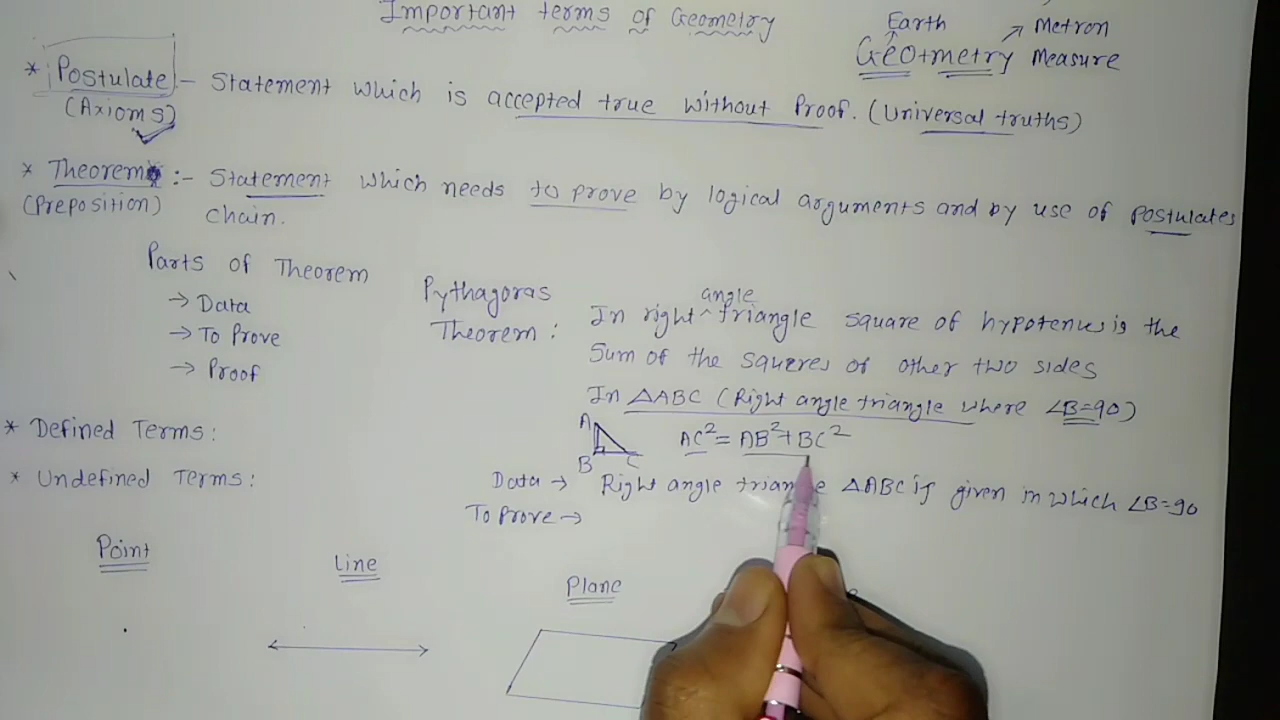 Important terms of Geometry
Earth
Metron
GEO+metry Measure
* Postulate - Statement which is accepted true without Proof. (Universal truths)
(Axioms)
* Theorem :- Statement which needs to prove by logical arguments and by use of postulates
(Preposition) chain.
Parts of Theorem
→ Data
→ To Prove
→ Proof
Pythagoras
Theorem :
angle
In right ^ triangle square of hypotenus is the
Sum of the squares of other two sides
In △ABC (Right angle triangle where ∠B=90)
A
B C
AC²= AB²+BC²
* Defined Terms:
* Undefined Terms:
Data → Right angle triangle △ABC is given in which ∠B=90
To Prove →
Point
Line
Plane